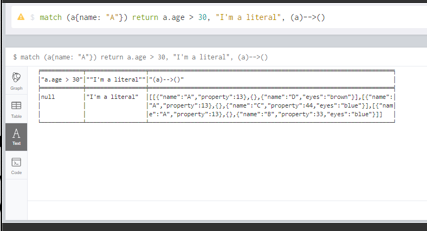 $ match (a{name: "A"}) return a.age > 30, "I'm a literal", (a)-->()
$ match (a{name: "A"}) return a.age > 30, "I'm a literal", (a)-->()
"a.age > 30" ""I'm a literal"" "(a)-->()"
null "I'm a literal" [[{"name":"A","property":13},{},{"name":"D","eyes":"brown"}],[{"name":
"A","property":13},{},{"name":"C","property":44,"eyes":"blue"}],[{"nam
e":"A","property":13},{},{"name":"B","property":33,"eyes":"blue"}]]
Graph
Table
A
Text
Code